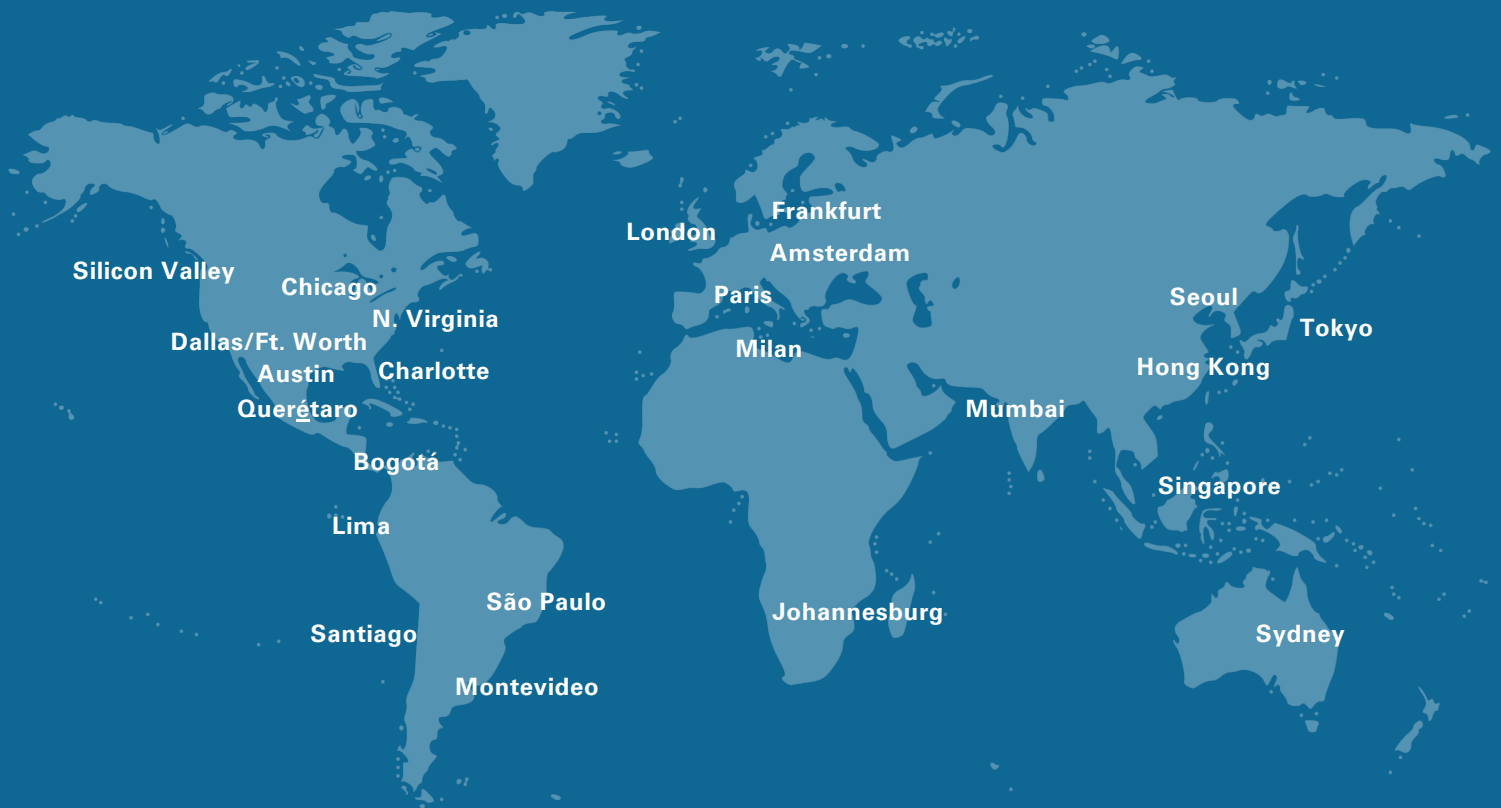 Frankfurt
London
Amsterdam
Silicon Valley
Chicago
Paris
Seoul
N. Virginia
Tokyo
Dallas/Ft. Worth
Milan
Hong Kong
Austin
Charlotte
Querétaro
Mumbai
Bogotá
Singapore
Lima
São Paulo
Johannesburg
Santiago
Sydney
Montevideo